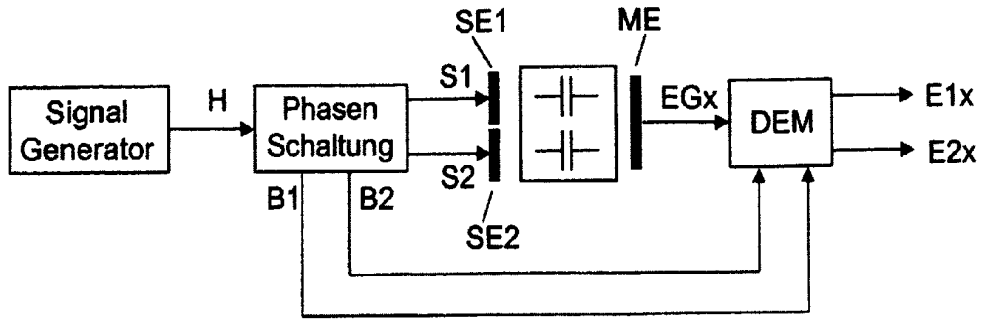 SE1
ME
Signal
Generator
H
Phasen
Schaltung
S1
S2
EGx
DEM
E1x
E2x
B1
B2
SE2